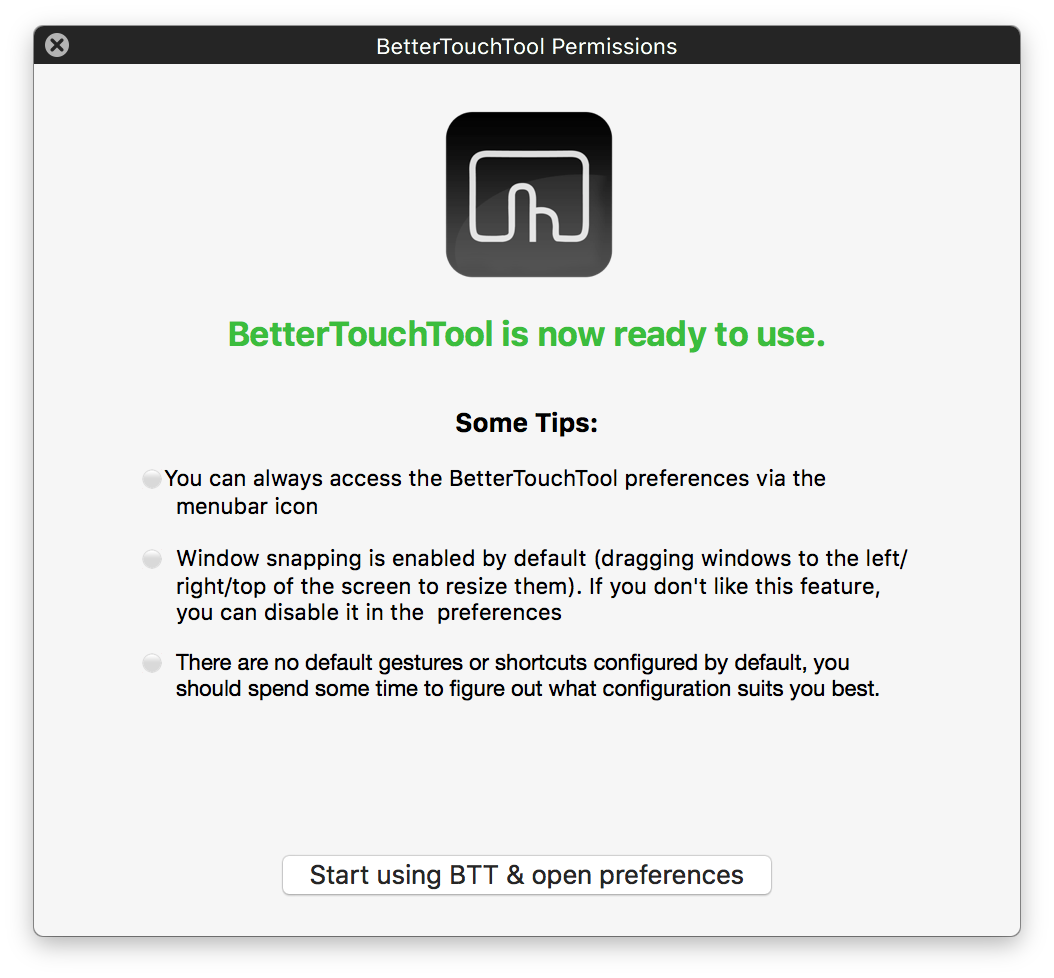 BetterTouchTool Permissions
BetterTouchTool is now ready to use.
Some Tips:
You can always access the BetterTouchTool preferences via the
menubar icon
Window snapping is enabled by default (dragging windows to the left/
right/top of the screen to resize them). If you don't like this feature,
you can disable it in the  preferences
There are no default gestures or shortcuts configured by default, you
should spend some time to figure out what configuration suits you best.
Start using BTT & open preferences